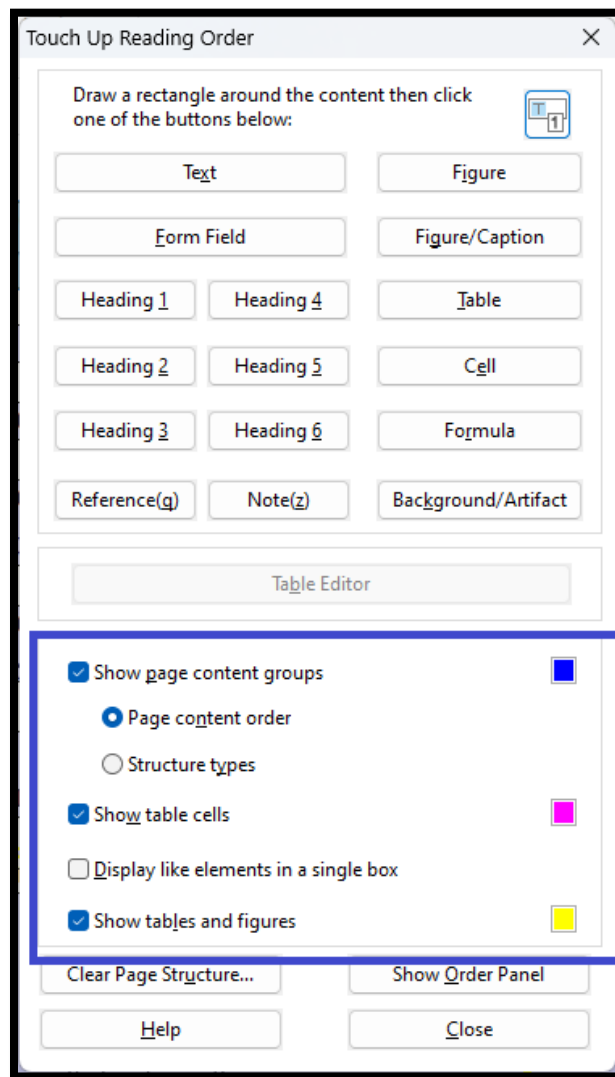 Touch Up Reading Order
Draw a rectangle around the content then click
one of the buttons below:
T
1
Text
Figure
Form Field
Figure/Caption
Heading 1
Heading 4
Table
Heading 2
Heading 5
Cell
Heading 3
Heading 6
Formula
Reference(q)
Note(z)
Background/Artifact
Table Editor
Show page content groups
Page content order
Structure types
Show table cells
Display like elements in a single box
Show tables and figures
Clear Page Structure...
Show Order Panel
Help
Close